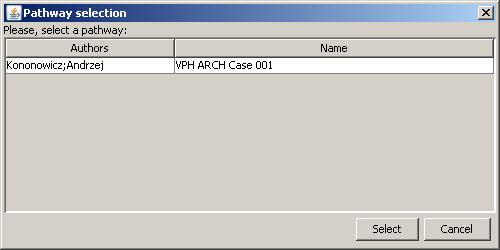 Pathway selection
Please, select a pathway:
Authors Name
Kononowicz;Andrzej VPH ARCH Case 001
Select Cancel